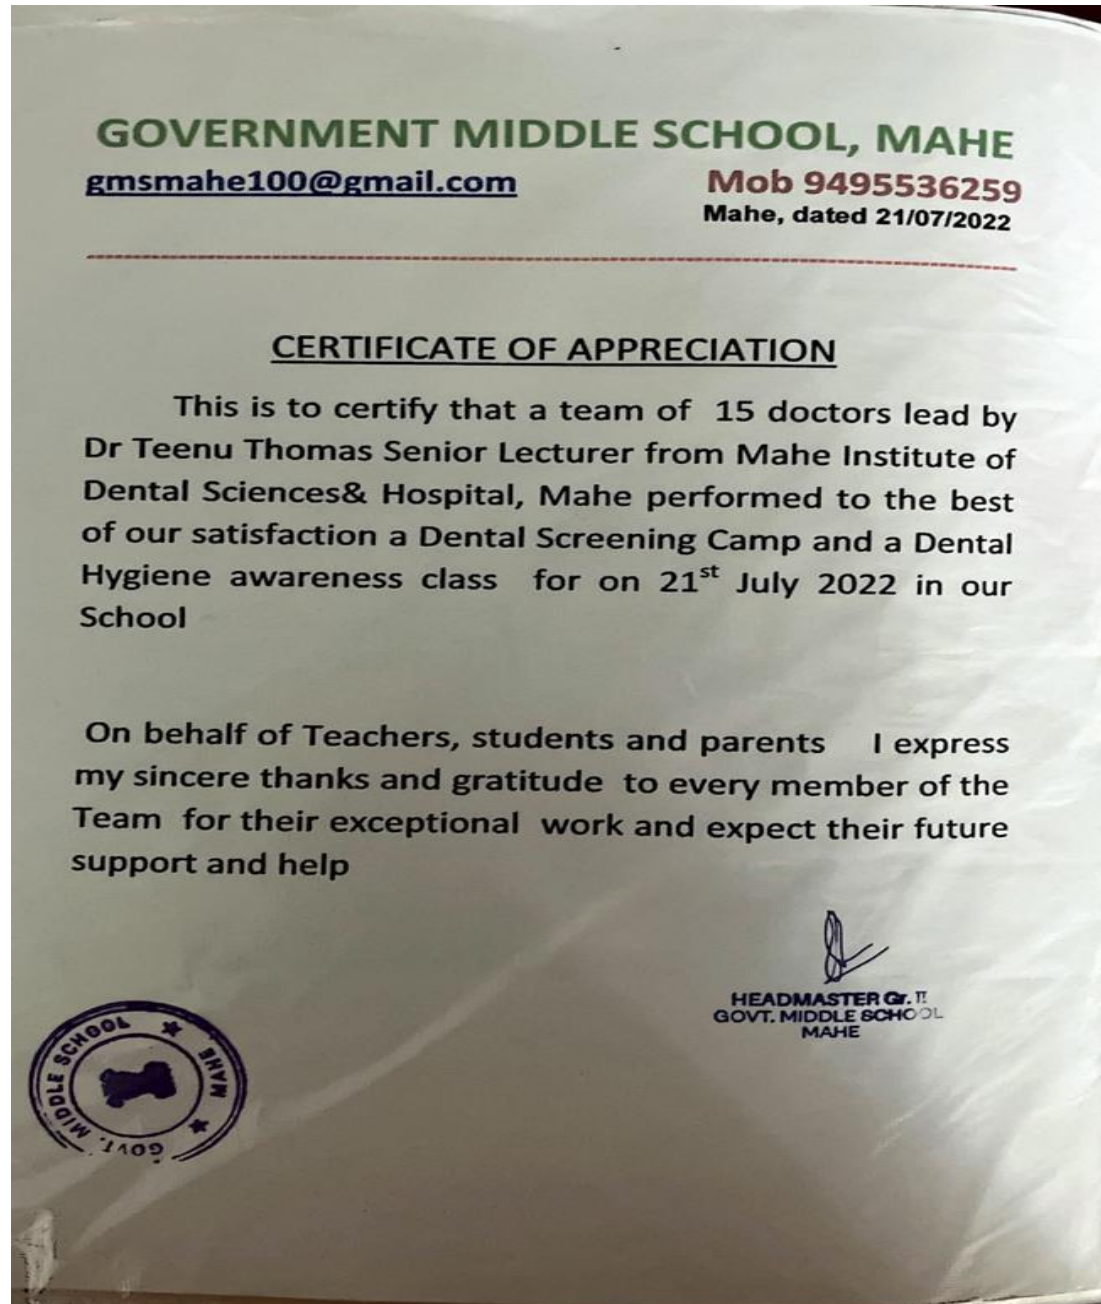 GOVERNMENT MIDDLE SCHOOL, MAHE
gmsmahe100@gmail.com Mob 9495536259
Mahe, dated 21/07/2022
CERTIFICATE OF APPRECIATION
This is to certify that a team of 15 doctors lead by
Dr Teenu Thomas Senior Lecturer from Mahe Institute of
Dental Sciences& Hospital, Mahe performed to the best
of our satisfaction a Dental Screening Camp and a Dental
Hygiene awareness class for on 21st July 2022 in our
School
On behalf of Teachers, students and parents I express
my sincere thanks and gratitude to every member of the
Team for their exceptional work and expect their future
support and help
HEADMASTER Gr. II
GOVT. MIDDLE SCHOOL
MAHE
GOVT. MIDDLE SCHOOL ★ MAHE ★